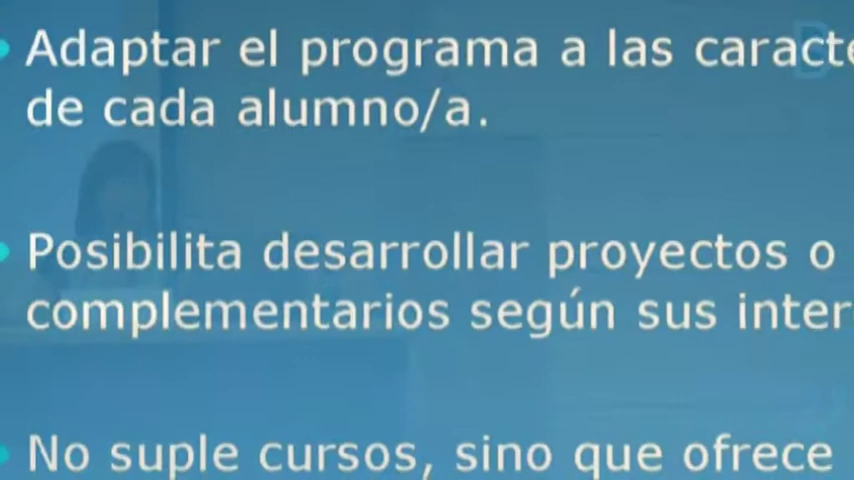 Adaptar el programa a las caracte
de cada alumno/a.
Posibilita desarrollar proyectos o
complementarios según sus inter
No suple cursos, sino que ofrece